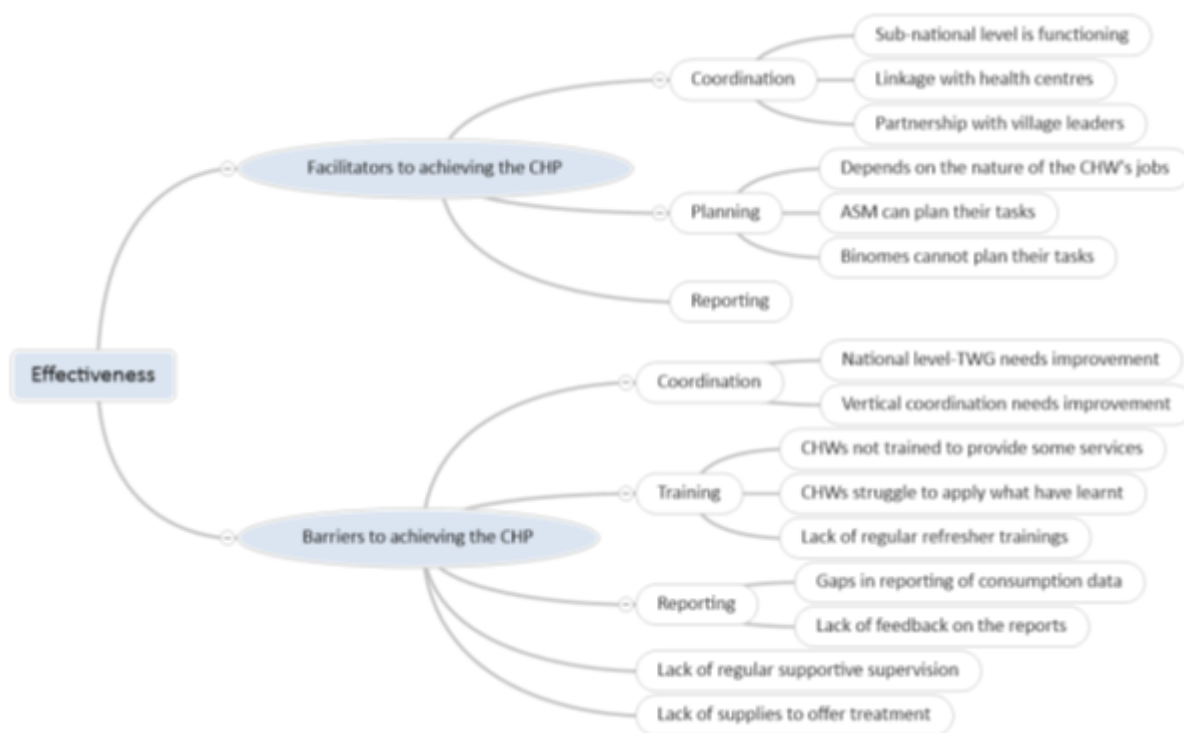 Sub-national level is functioning
Coordination
Linkage with health centres
Partnership with village leaders
Facilitators to achieving the CHP
Depends on the nature of the CHW's jobs
Planning
ASM can plan their tasks
Binomes cannot plan their tasks
Reporting
Effectiveness
National level-TWG needs improvement
Coordination
Vertical coordination needs improvement
CHWs not trained to provide some services
Training
CHWs struggle to apply what have learnt
Lack of regular refresher trainings
Barriers to achieving the CHP
Gaps in reporting of consumption data
Reporting
Lack of feedback on the reports
Lack of regular supportive supervision
Lack of supplies to offer treatment